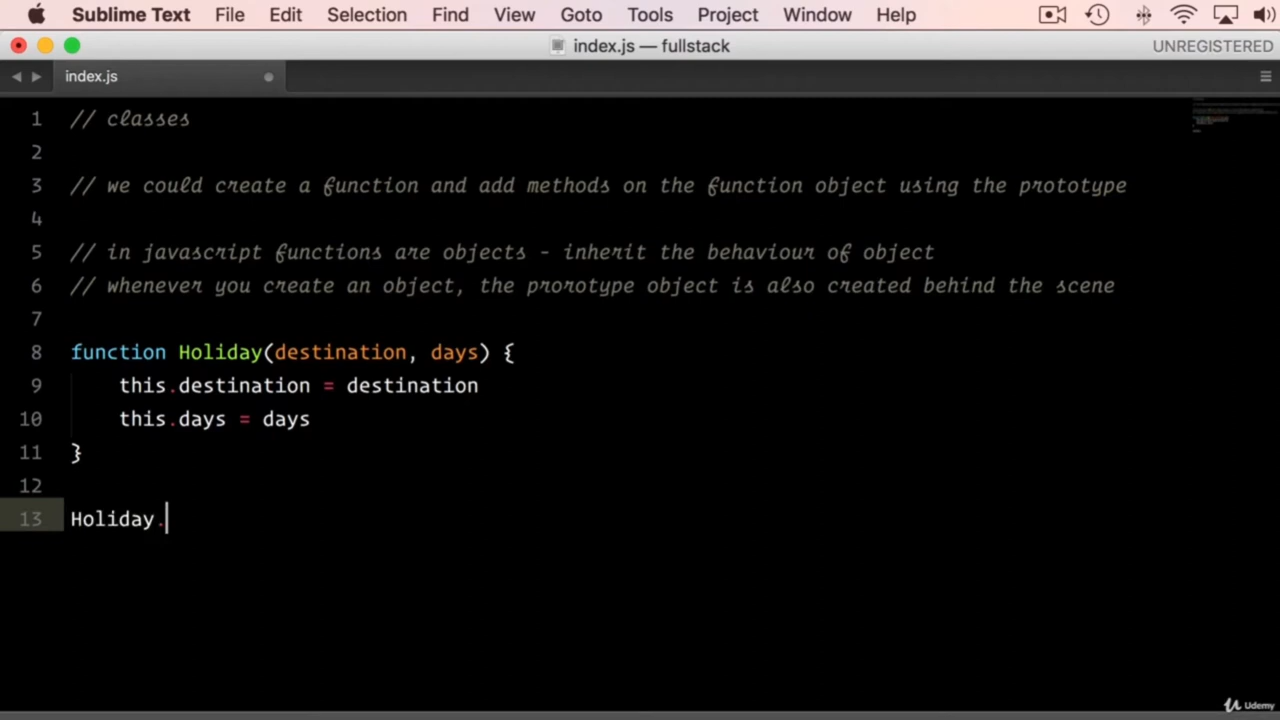 Sublime Text File Edit Selection Find View Goto Tools Project Window Help
index.js — fullstack UNREGISTERED
index.js
1 // classes
2
3 // we could create a function and add methods on the function object using the prototype
4
5 // in javascript functions are objects - inherit the behaviour of object
6 // whenever you create an object, the prorotype object is also created behind the scene
7
8 function Holiday(destination, days) {
9 this.destination = destination
10 this.days = days
11 }
12
13 Holiday.
Udemy